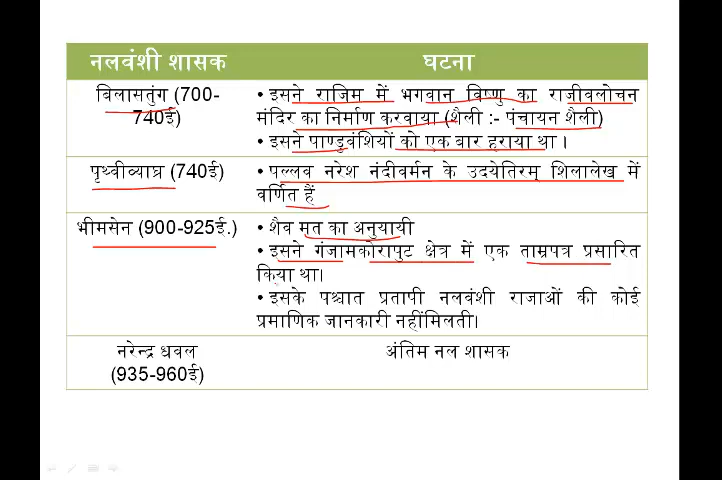 नलवंशी शासक घटना
विलासतुंग (700-
740ई)
• इसने राजिम में भगवान विष्णु का राजीवलोचन
मंदिर का निर्माण करवाया (शैली :- पंचायन शैली)
• इसने पाण्डुवंशियों को एक बार हराया था ।
पृथ्वीव्याघ्र (740ई)
• पल्लव नरेश नंदीवर्मन के उदयेतिरम् शिलालेख में
वर्णित हैं
भीमसेन (900-925ई.)
• शैव मत का अनुयायी
• इसने गंजामकोरापुट क्षेत्र में एक ताम्रपत्र प्रसारित
किया था।
• इसके पश्चात प्रतापी नलवंशी राजाओं की कोई
प्रमाणिक जानकारी नहींमिलती।
नरेन्द्र धवल
(935-960ई)
अंतिम नल शासक